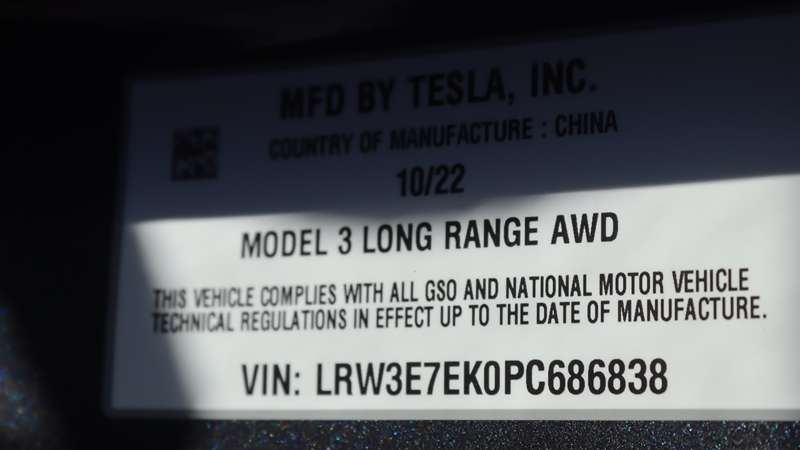 MFD BY TESLA, INC.
COUNTRY OF MANUFACTURE : CHINA
10/22
MODEL 3 LONG RANGE AWD
THIS VEHICLE COMPLIES WITH ALL GSO AND NATIONAL MOTOR VEHICLE
TECHNICAL REGULATIONS IN EFFECT UP TO THE DATE OF MANUFACTURE.
VIN: LRW3E7EK0PC686838